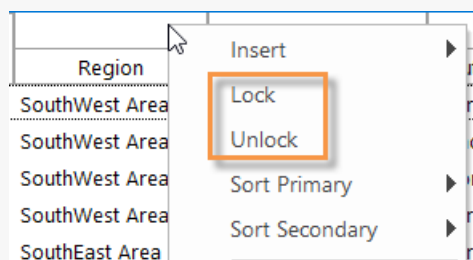 Region
SouthWest Area
SouthWest Area
SouthWest Area
SouthWest Area
SouthEast Area
Insert
Lock
Unlock
Sort Primary
Sort Secondary